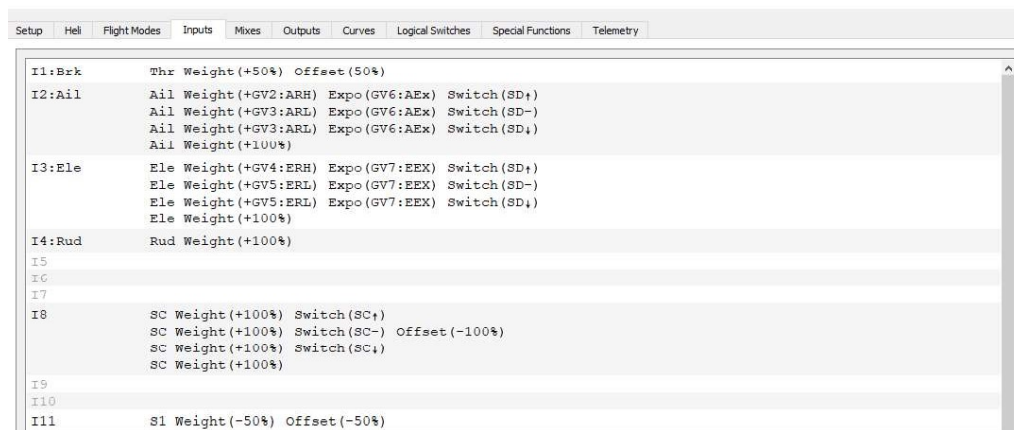 Setup Heli Flight Modes Inputs Mixes Outputs Curves Logical Switches Special Functions Telemetry
I1:Brk Thr Weight(+50%) Offset(50%)
I2:Ail Ail Weight(+GV2:ARH) Expo(GV6:AEx) Switch(SD↑)
Ail Weight(+GV3:ARL) Expo(GV6:AEx) Switch(SD-)
Ail Weight(+GV3:ARL) Expo(GV6:AEx) Switch(SD↓)
Ail Weight(+100%)
I3:Ele Ele Weight(+GV4:ERH) Expo(GV7:EEX) Switch(SD↑)
Ele Weight(+GV5:ERL) Expo(GV7:EEX) Switch(SD-)
Ele Weight(+GV5:ERL) Expo(GV7:EEX) Switch(SD↓)
Ele Weight(+100%)
I4:Rud Rud Weight(+100%)
I5
I6
I7
I8 SC Weight(+100%) Switch(SC↑)
SC Weight(+100%) Switch(SC-) Offset(-100%)
SC Weight(+100%) Switch(SC↓)
SC Weight(+100%)
I9
I10
I11 S1 Weight(-50%) Offset(-50%)